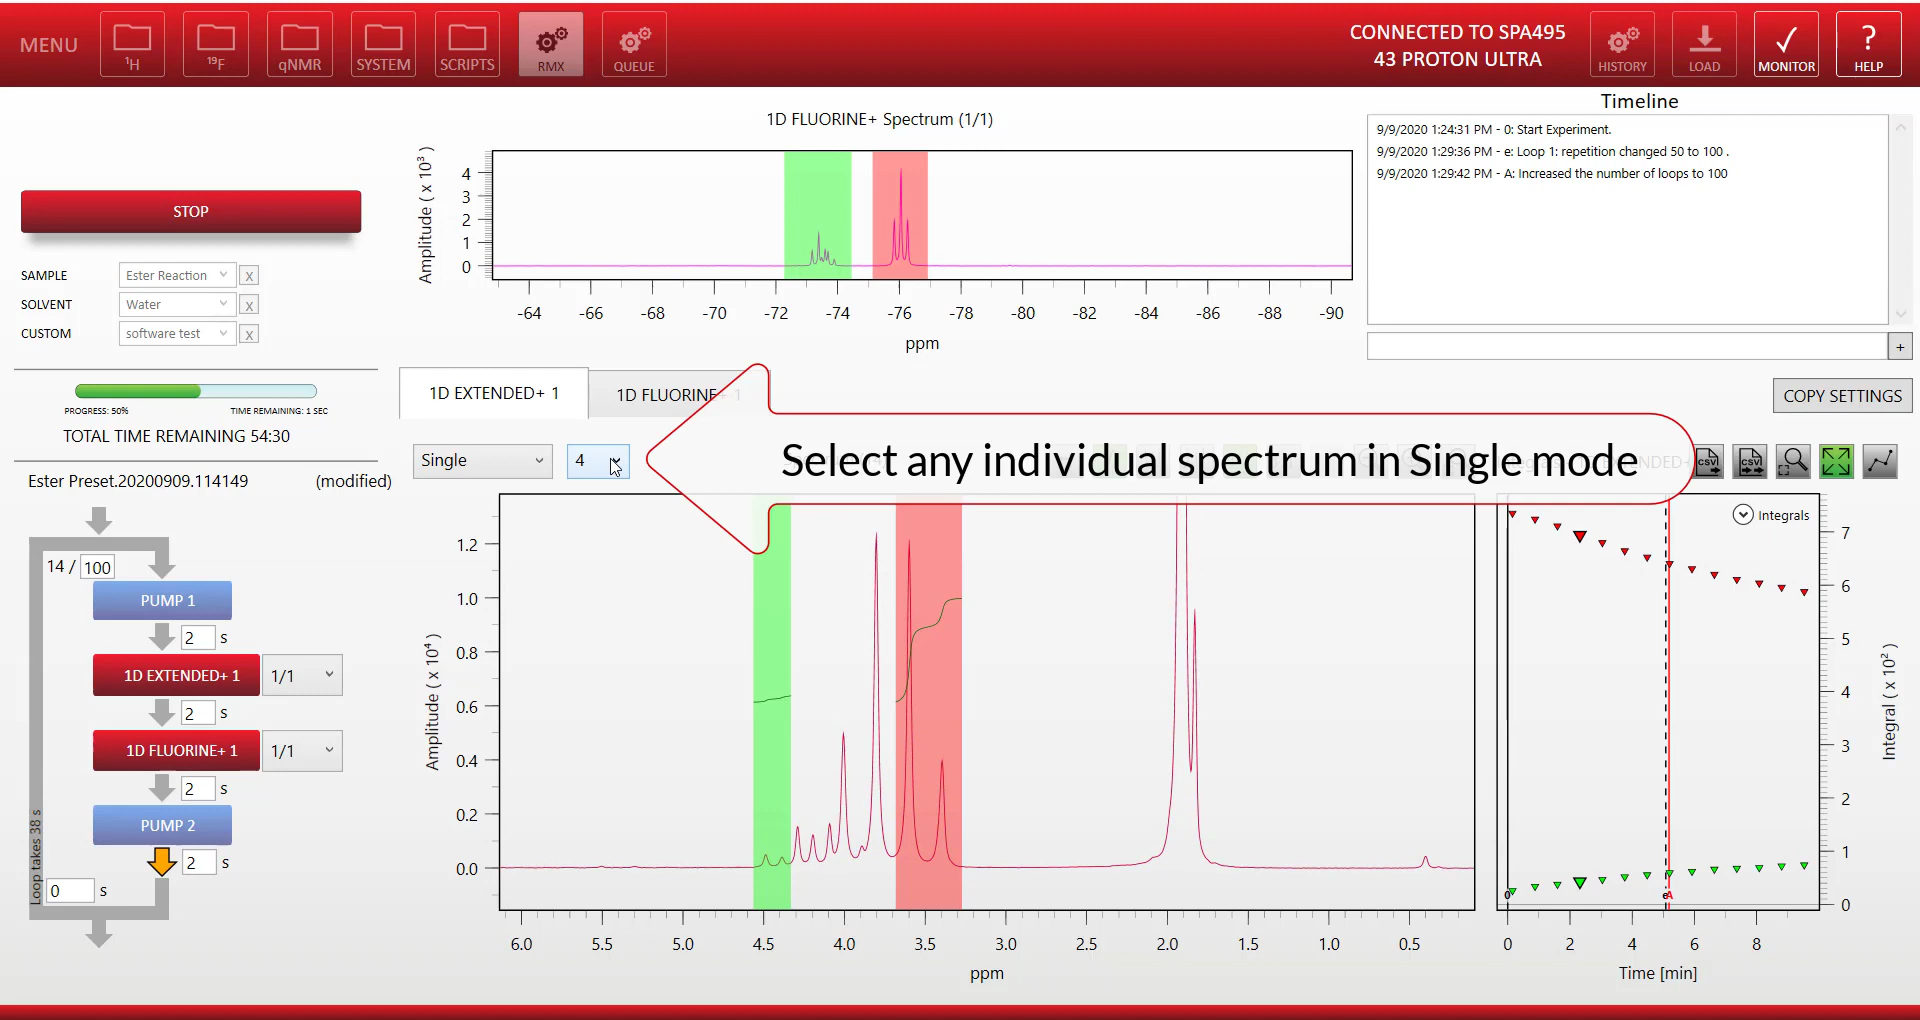 MENU
¹H
¹⁹F
qNMR
SYSTEM
SCRIPTS
RMX
QUEUE
CONNECTED TO SPA495
43 PROTON ULTRA
HISTORY
LOAD
MONITOR
?
HELP
1D FLUORINE+ Spectrum (1/1)
Timeline
9/9/2020 1:24:31 PM - 0: Start Experiment.
9/9/2020 1:29:36 PM - e: Loop 1: repetition changed 50 to 100 .
9/9/2020 1:29:42 PM - A: Increased the number of loops to 100
+
STOP
SAMPLE Ester Reaction X
SOLVENT Water X
CUSTOM software test X
Amplitude ( x 10³ )
4
3
2
1
0
-64 -66 -68 -70 -72 -74 -76 -78 -80 -82 -84 -86 -88 -90
ppm
PROGRESS: 50% TIME REMAINING: 1 SEC
TOTAL TIME REMAINING 54:30
1D EXTENDED+ 1
1D FLUORINE+ 1
COPY SETTINGS
Single
4
Select any individual spectrum in Single mode
CSV
CSV
Ester Preset.20200909.114149 (modified)
14 / 100
PUMP 1
2 s
1D EXTENDED+ 1 1/1
2 s
1D FLUORINE+ 1 1/1
2 s
PUMP 2
2 s
0 s
Loop takes 38 s
Amplitude ( x 10⁴ )
1.2
1.0
0.8
0.6
0.4
0.2
0.0
6.0 5.5 5.0 4.5 4.0 3.5 3.0 2.5 2.0 1.5 1.0 0.5
ppm
Integrals
7
6
5
4
3
2
1
0
Integral ( x 10² )
0
e
A
0 2 4 6 8
Time [min]